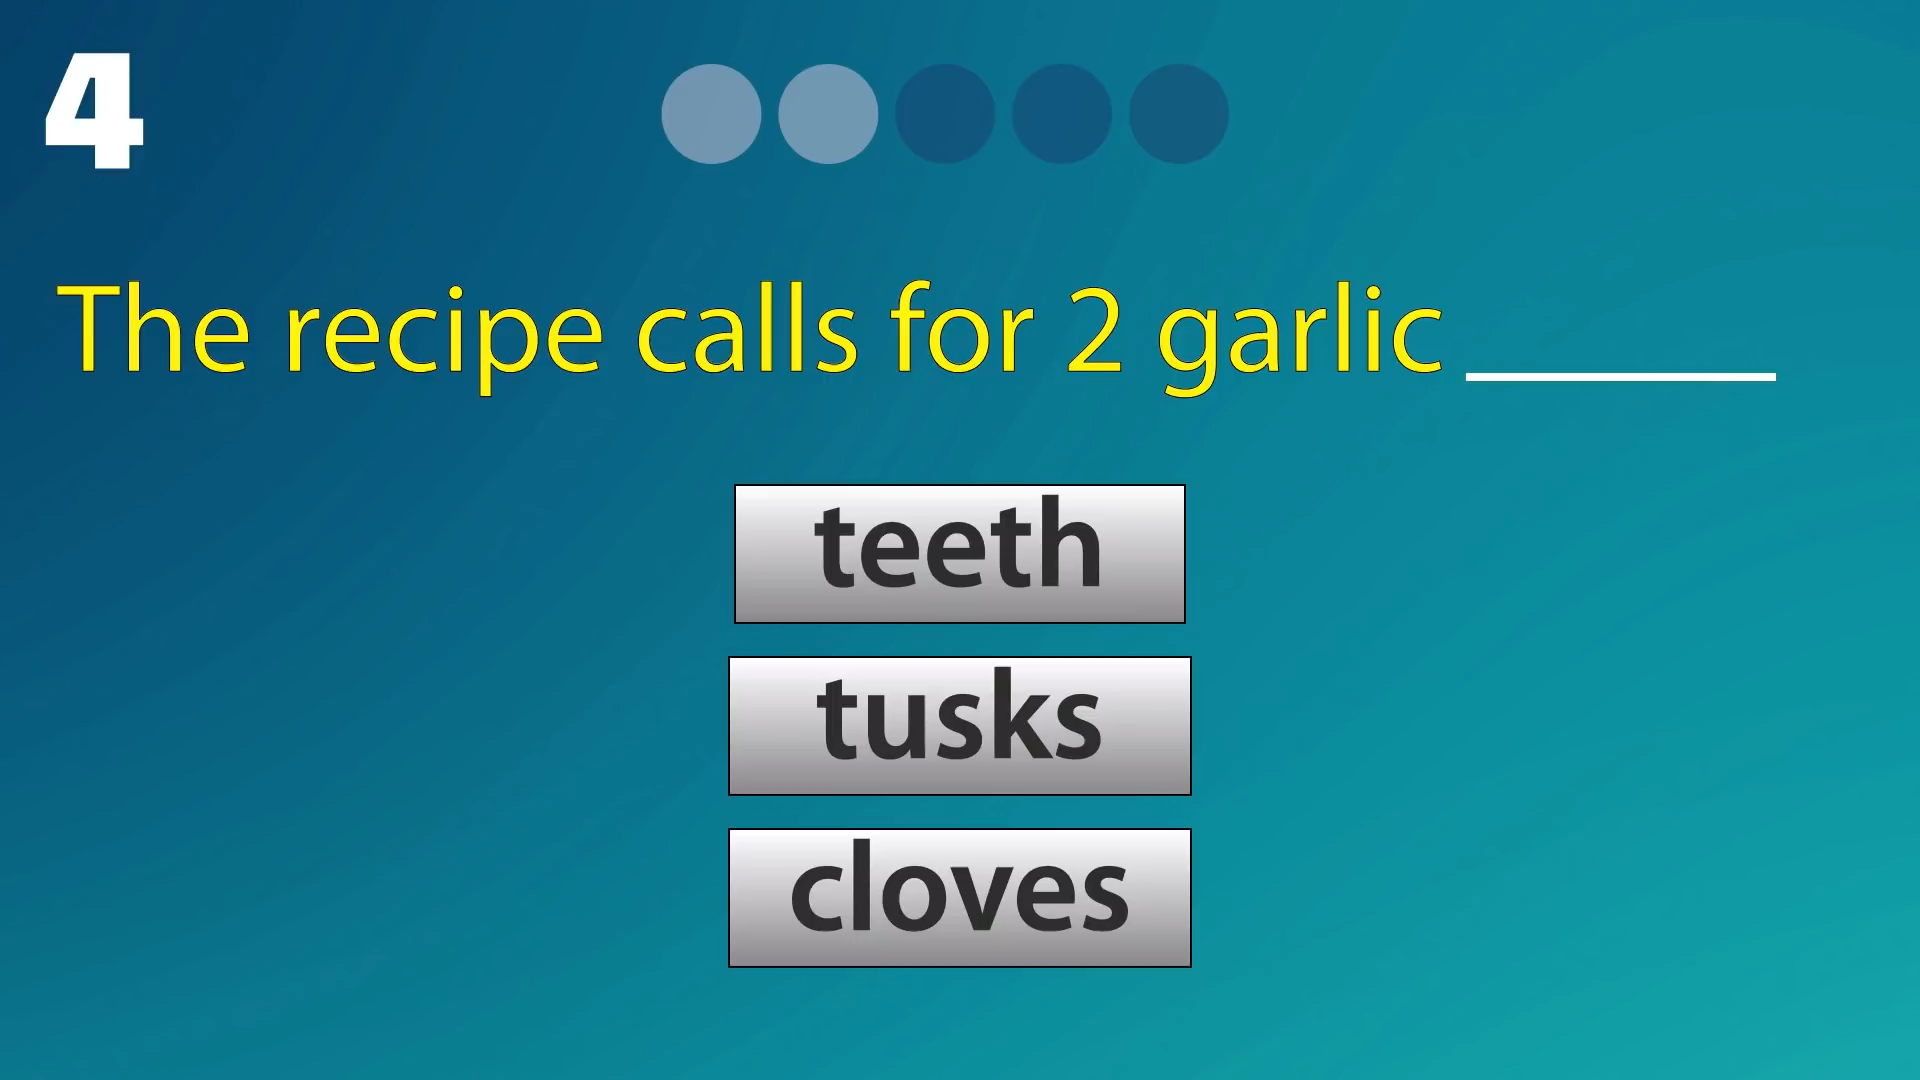 4
The recipe calls for 2 garlic ______
teeth
tusks
cloves